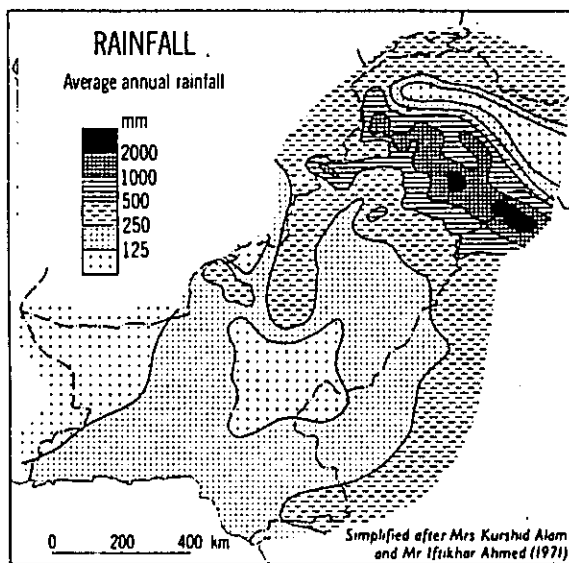 RAINFALL
Average annual rainfall
mm
2000
1000
500
250
125
0 200 400 km
Simplified after Mrs Kurshid Alam
and Mr Iftikhar Ahmed (1971)